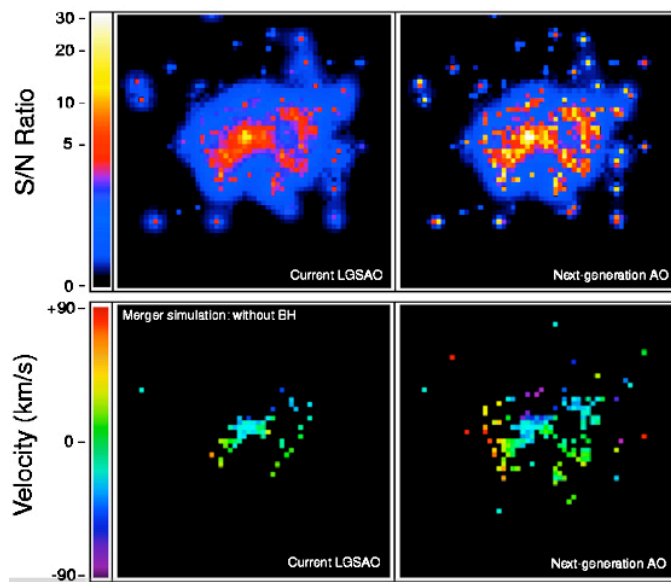 S/N Ratio
30
20
10
5
0
Current LGSAO
Next-generation AO
Velocity (km/s)
+90
0
-90
Merger simulation: without BH
Current LGSAO
Next-generation AO